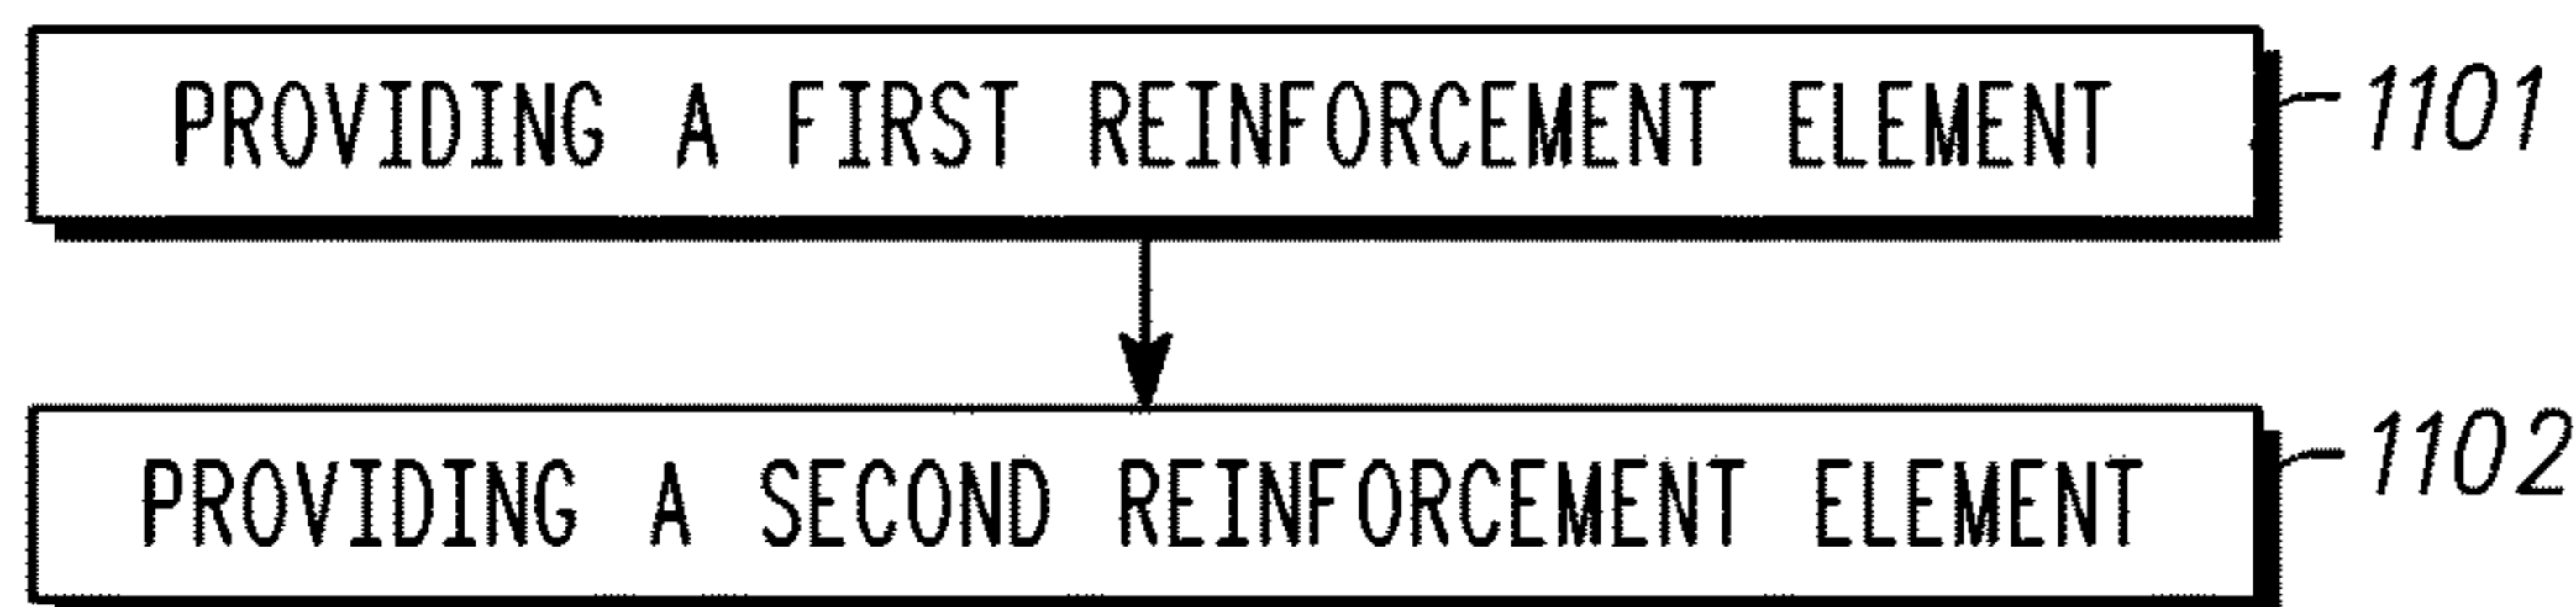 PROVIDING A FIRST REINFORCEMENT ELEMENT 1101
PROVIDING A SECOND REINFORCEMENT ELEMENT 1102